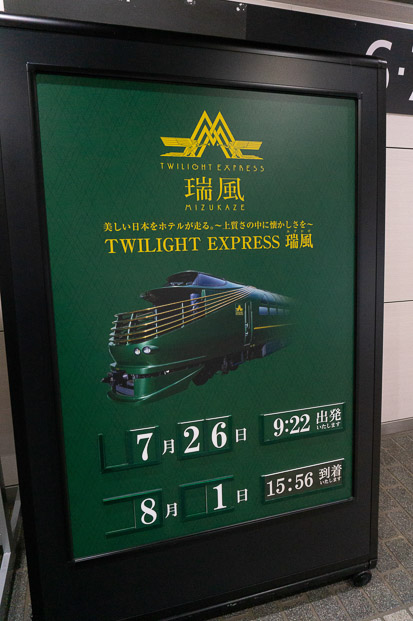 TWILIGHT EXPRESS
瑞風
MIZUKAZE
美しい日本をホテルが走る。～上質さの中に懐かしさを～
TWILIGHT EXPRESS 瑞風
7月26日 9:22 出発いたします
8月1日 15:56 到着いたします